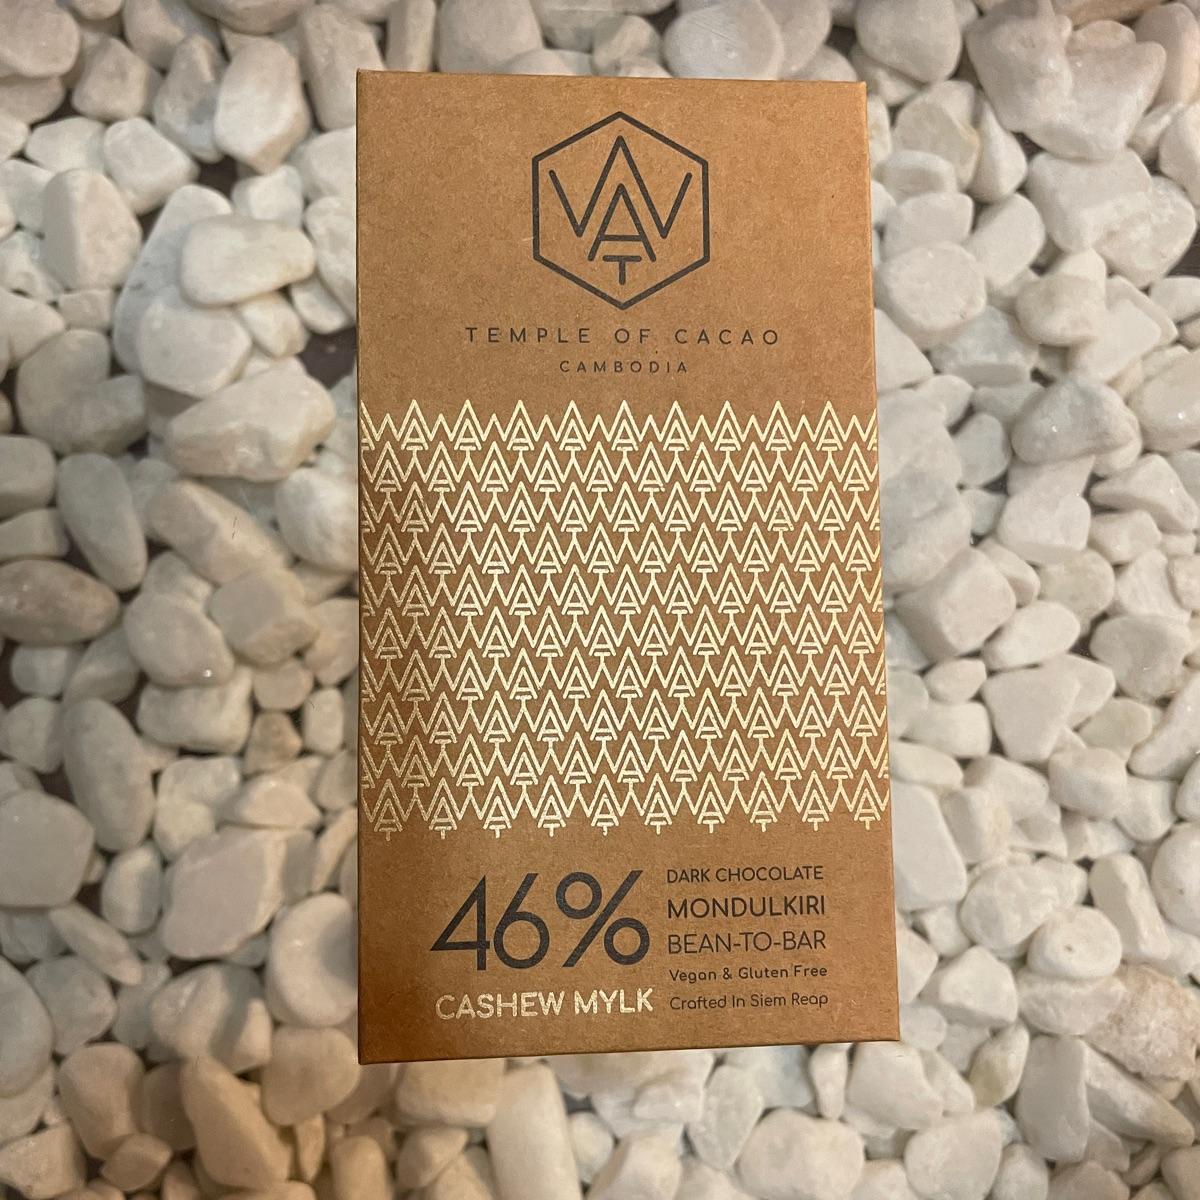 WAT
TEMPLE OF CACAO
CAMBODIA
46%
CASHEW MYLK
DARK CHOCOLATE
MONDULKIRI
BEAN-TO-BAR
Vegan & Gluten Free
Crafted In Siem Reap